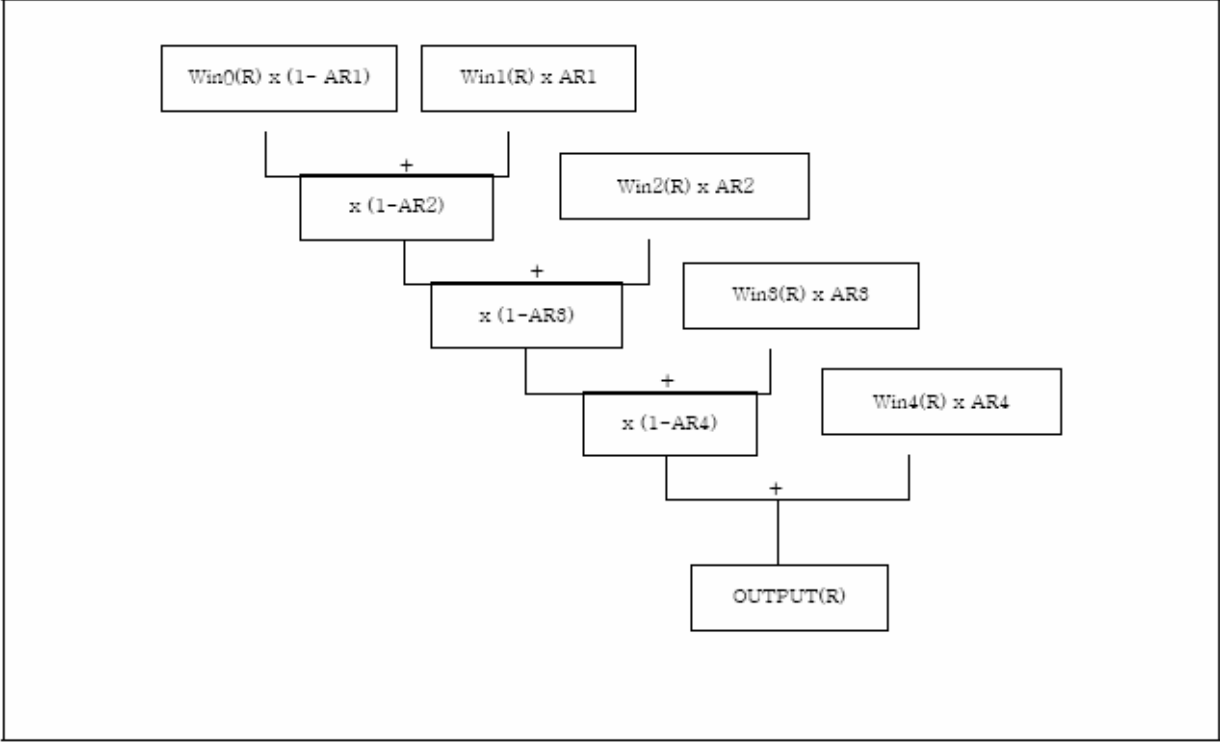 Win0(R) x (1- AR1)
Win1(R) x AR1
+
x (1-AR2)
Win2(R) x AR2
+
x (1-AR3)
Win3(R) x AR3
+
x (1-AR4)
Win4(R) x AR4
+
OUTPUT(R)